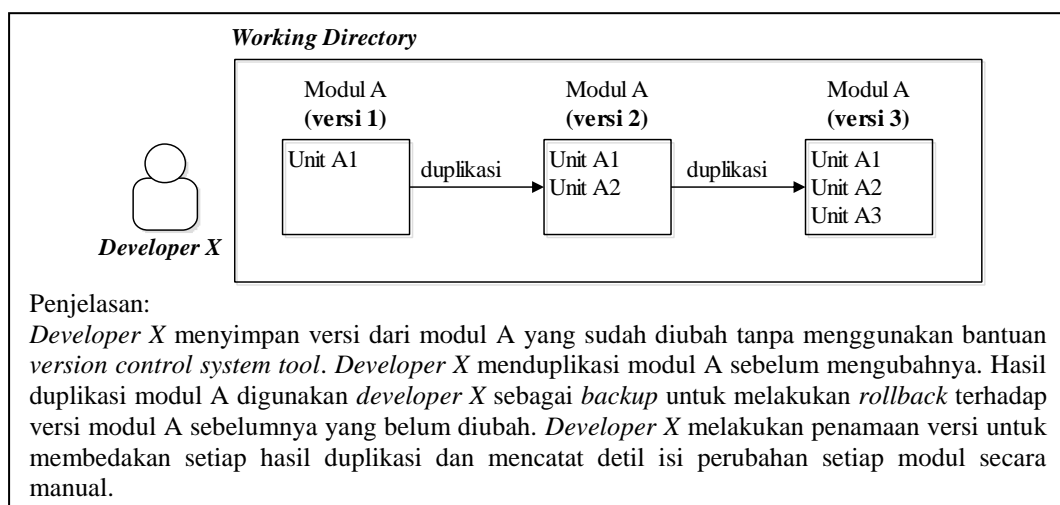 Working Directory
Modul A
(versi 1)
Modul A
(versi 2)
Modul A
(versi 3)
Unit A1
duplikasi
Unit A1
Unit A2
duplikasi
Unit A1
Unit A2
Unit A3
Developer X
Penjelasan:
Developer X menyimpan versi dari modul A yang sudah diubah tanpa menggunakan bantuan
version control system tool. Developer X menduplikasi modul A sebelum mengubahnya. Hasil
duplikasi modul A digunakan developer X sebagai backup untuk melakukan rollback terhadap
versi modul A sebelumnya yang belum diubah. Developer X melakukan penamaan versi untuk
membedakan setiap hasil duplikasi dan mencatat detil isi perubahan setiap modul secara
manual.